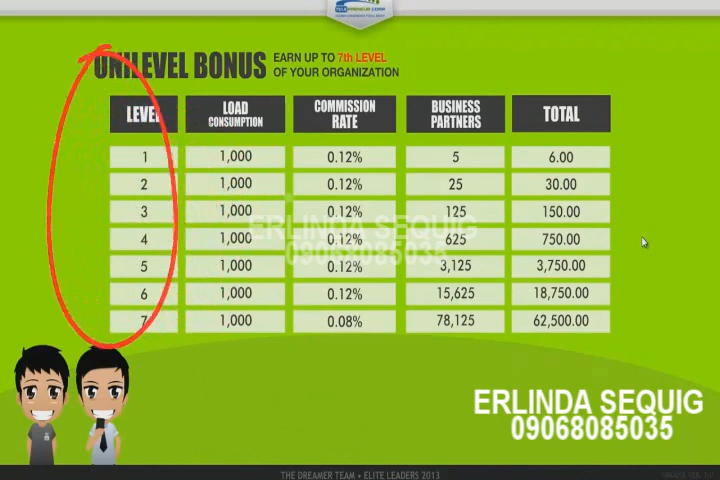 UNILEVEL BONUS
EARN UP TO 7th LEVEL
OF YOUR ORGANIZATION
LEVEL LOAD CONSUMPTION COMMISSION RATE BUSINESS PARTNERS TOTAL
1 1,000 0.12% 5 6.00
2 1,000 0.12% 25 30.00
3 1,000 0.12% 125 150.00
4 1,000 0.12% 625 750.00
5 1,000 0.12% 3,125 3,750.00
6 1,000 0.12% 15,625 18,750.00
7 1,000 0.08% 78,125 62,500.00
ERLINDA SEQUIG
09068085035
ERLINDA SEQUIG
09068085035
THE DREAMER TEAM • ELITE LEADERS 2013